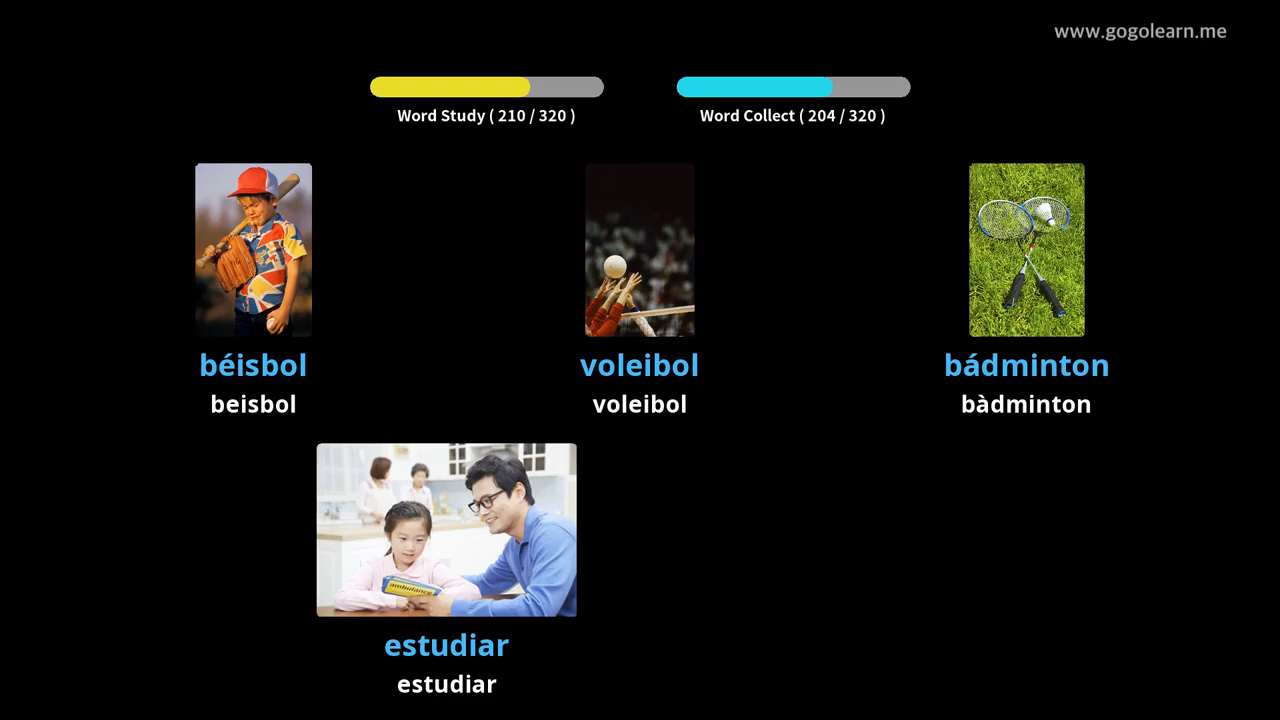 www.gogolearn.me
Word Study ( 210 / 320 )
Word Collect ( 204 / 320 )
béisbol
beisbol
voleibol
voleibol
bádminton
bàdminton
ambulance
estudiar
estudiar